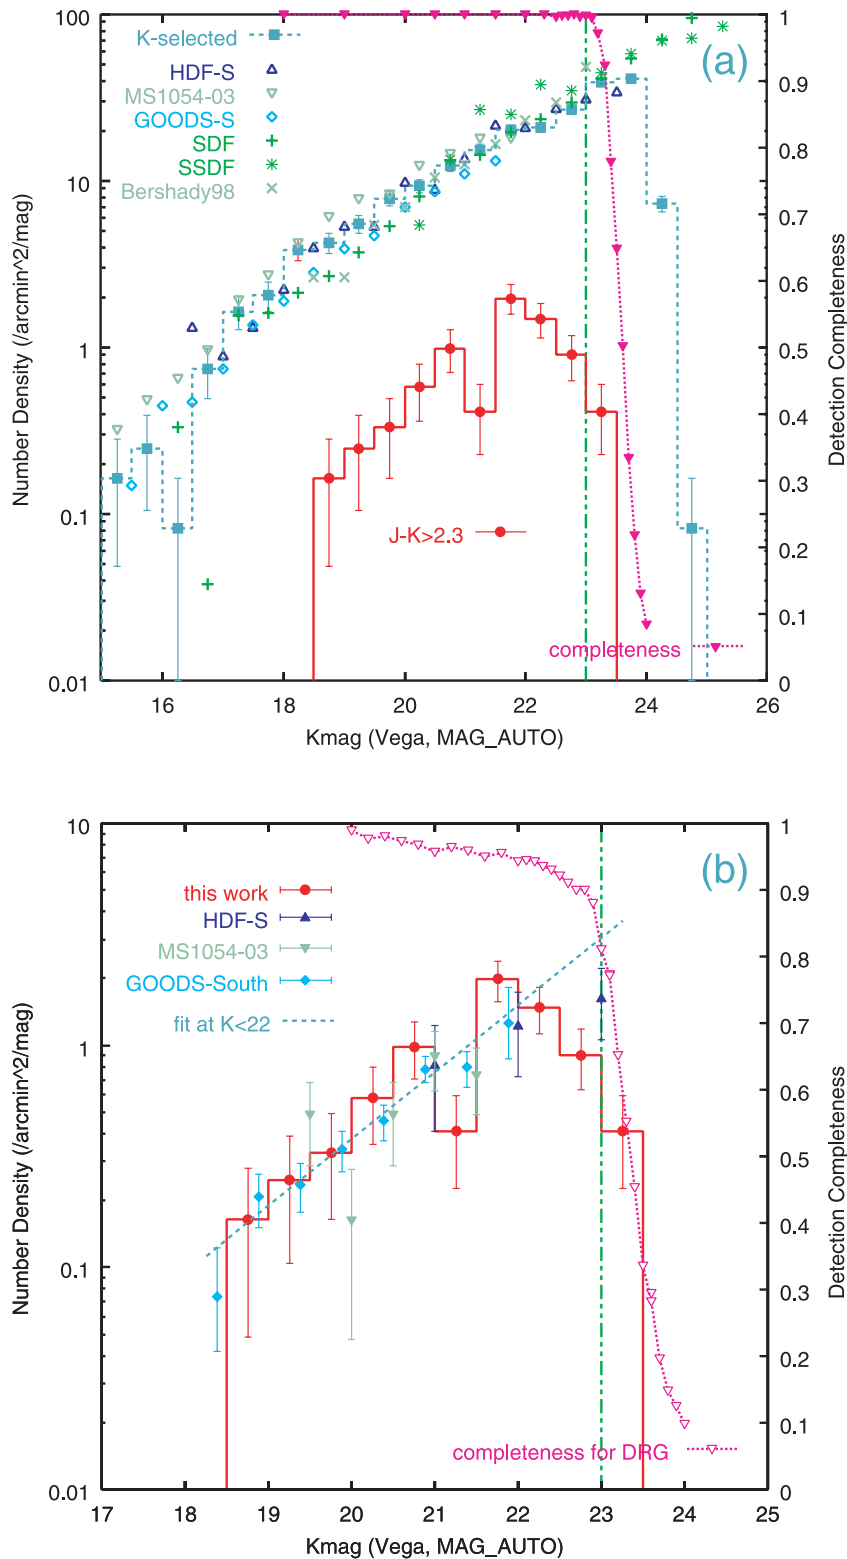 (a)
K-selected
HDF-S
MS1054-03
GOODS-S
SDF
SSDF
Bershady98
J-K>2.3
completeness
Number Density (/arcmin^2/mag)
100
10
1
0.1
0.01
Detection Completeness
1
0.9
0.8
0.7
0.6
0.5
0.4
0.3
0.2
0.1
0
16
18
20
22
24
26
Kmag (Vega, MAG_AUTO)
(b)
this work
HDF-S
MS1054-03
GOODS-South
fit at K<22
completeness for DRG
Number Density (/arcmin^2/mag)
10
1
0.1
0.01
Detection Completeness
1
0.9
0.8
0.7
0.6
0.5
0.4
0.3
0.2
0.1
0
17
18
19
20
21
22
23
24
25
Kmag (Vega, MAG_AUTO)